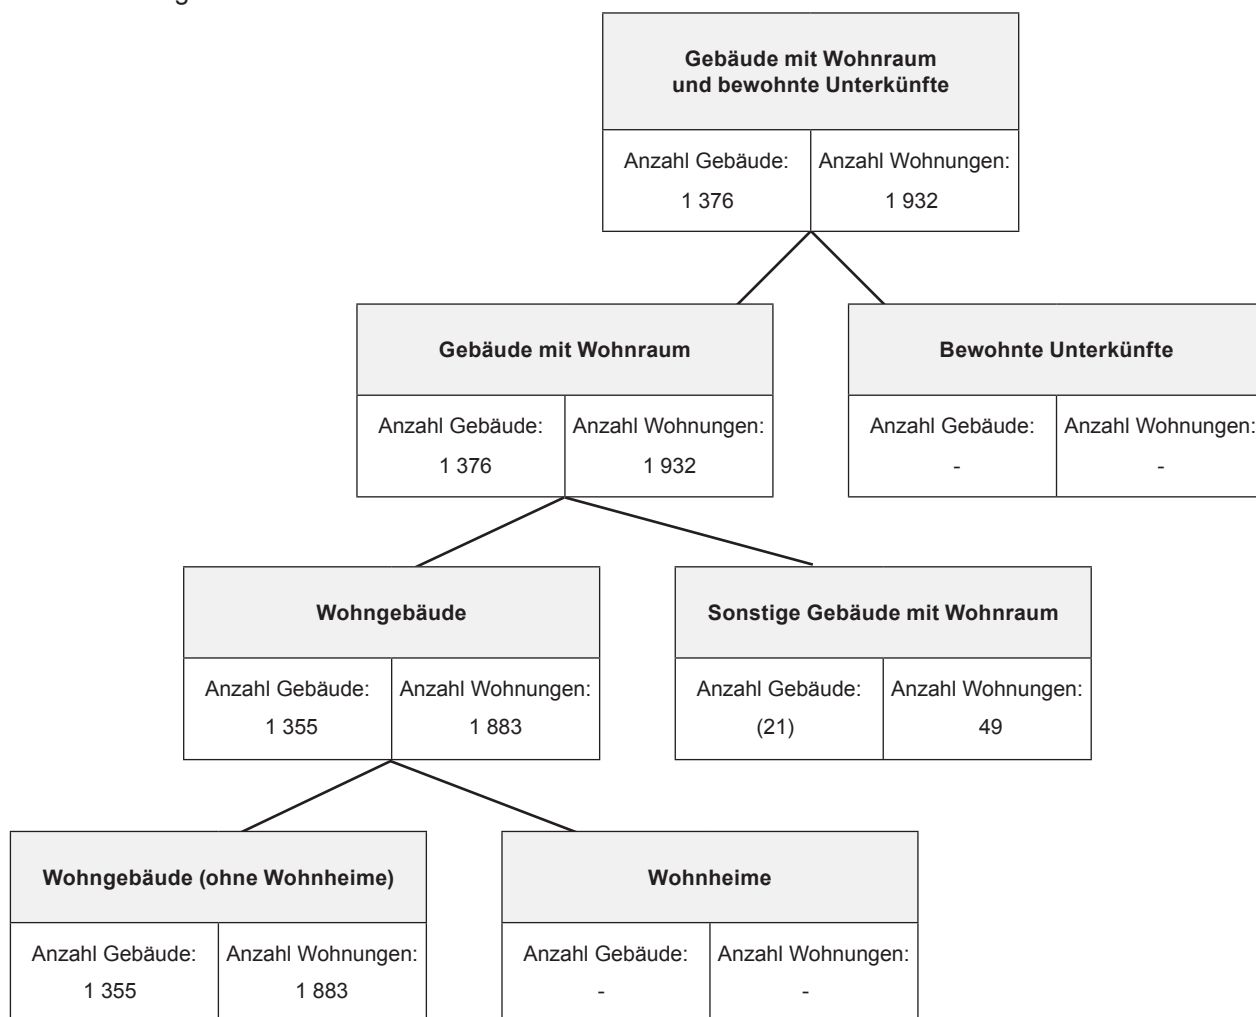 Gebäude mit Wohnraum
und bewohnte Unterkünfte
Anzahl Gebäude: Anzahl Wohnungen:
1 376 1 932
Gebäude mit Wohnraum Bewohnte Unterkünfte
Anzahl Gebäude: Anzahl Wohnungen: Anzahl Gebäude: Anzahl Wohnungen:
1 376 1 932 - -
Wohngebäude Sonstige Gebäude mit Wohnraum
Anzahl Gebäude: Anzahl Wohnungen: Anzahl Gebäude: Anzahl Wohnungen:
1 355 1 883 (21) 49
Wohngebäude (ohne Wohnheime) Wohnheime
Anzahl Gebäude: Anzahl Wohnungen: Anzahl Gebäude: Anzahl Wohnungen:
1 355 1 883 - -